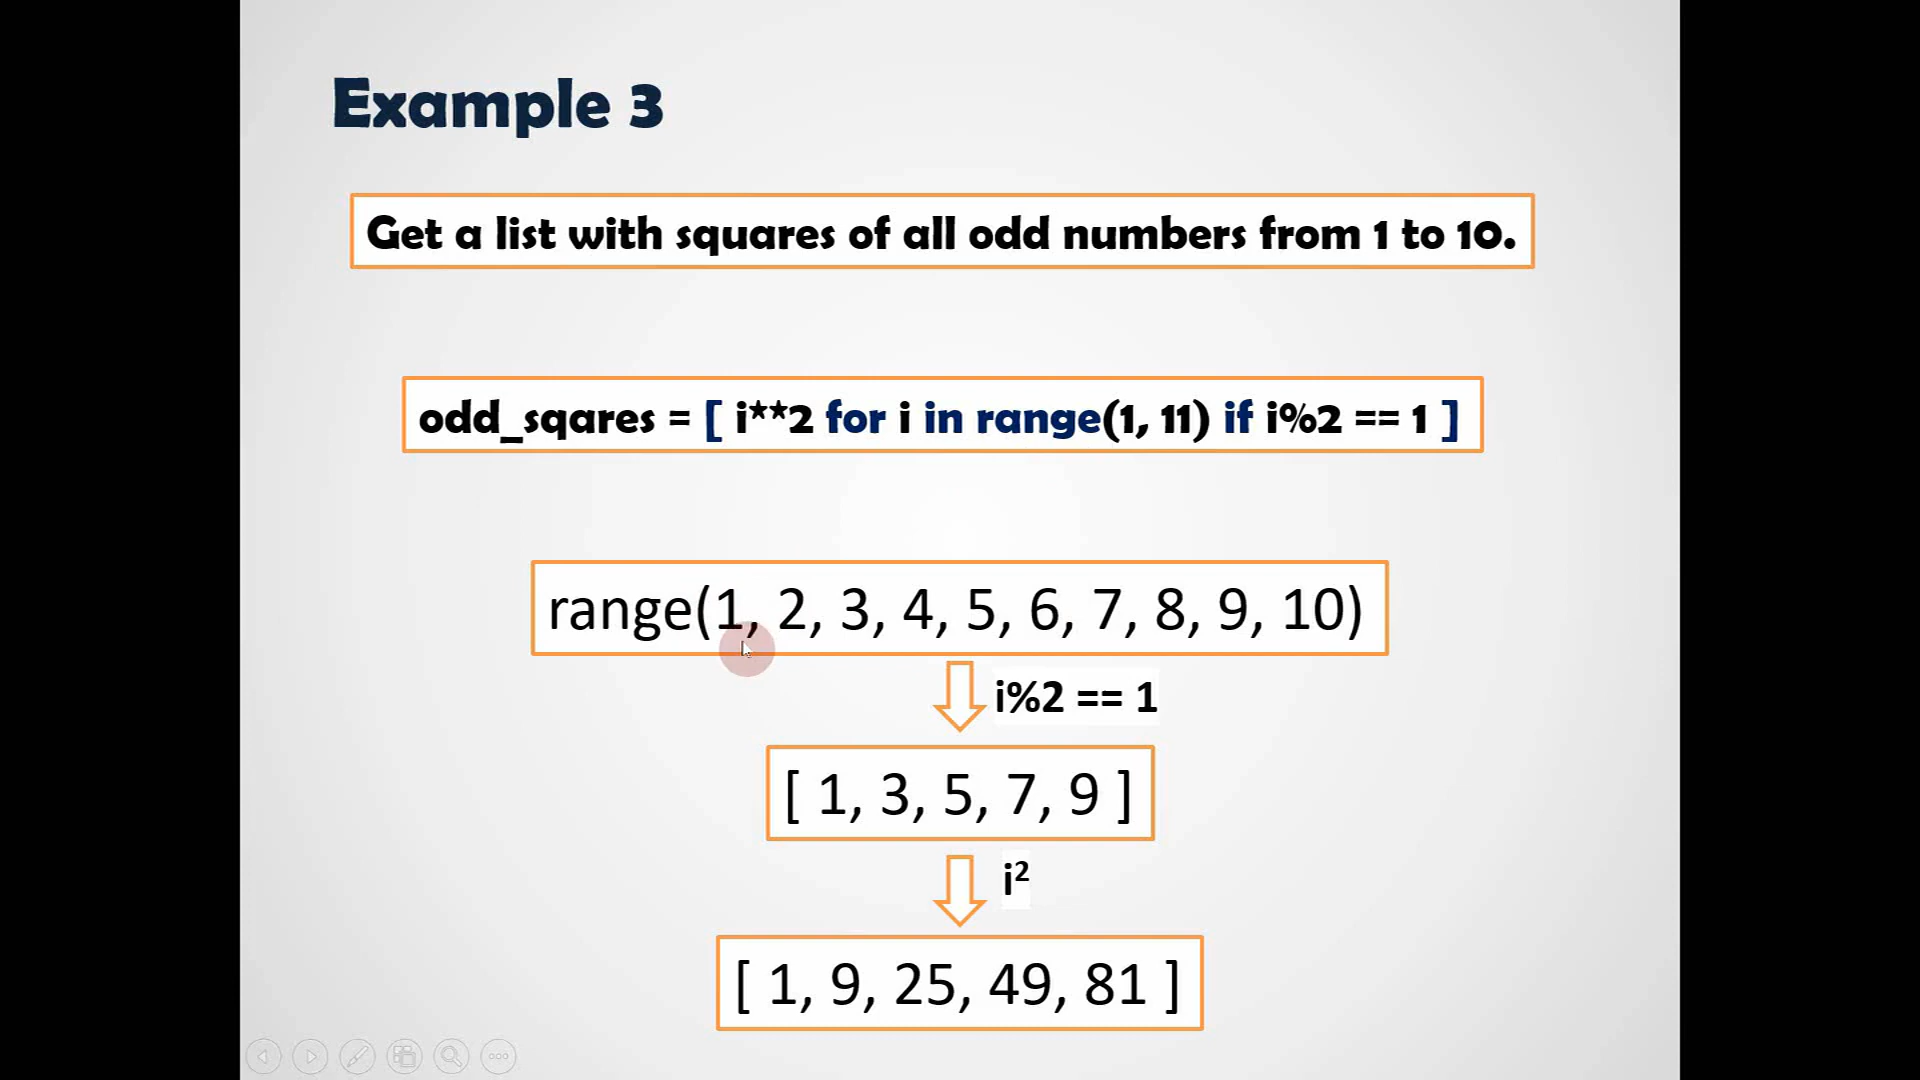 Example 3
Get a list with squares of all odd numbers from 1 to 10.
odd_sqares = [ i**2 for i in range(1, 11) if i%2 == 1 ]
range(1, 2, 3, 4, 5, 6, 7, 8, 9, 10)
i%2 == 1
[ 1, 3, 5, 7, 9 ]
i²
[ 1, 9, 25, 49, 81 ]